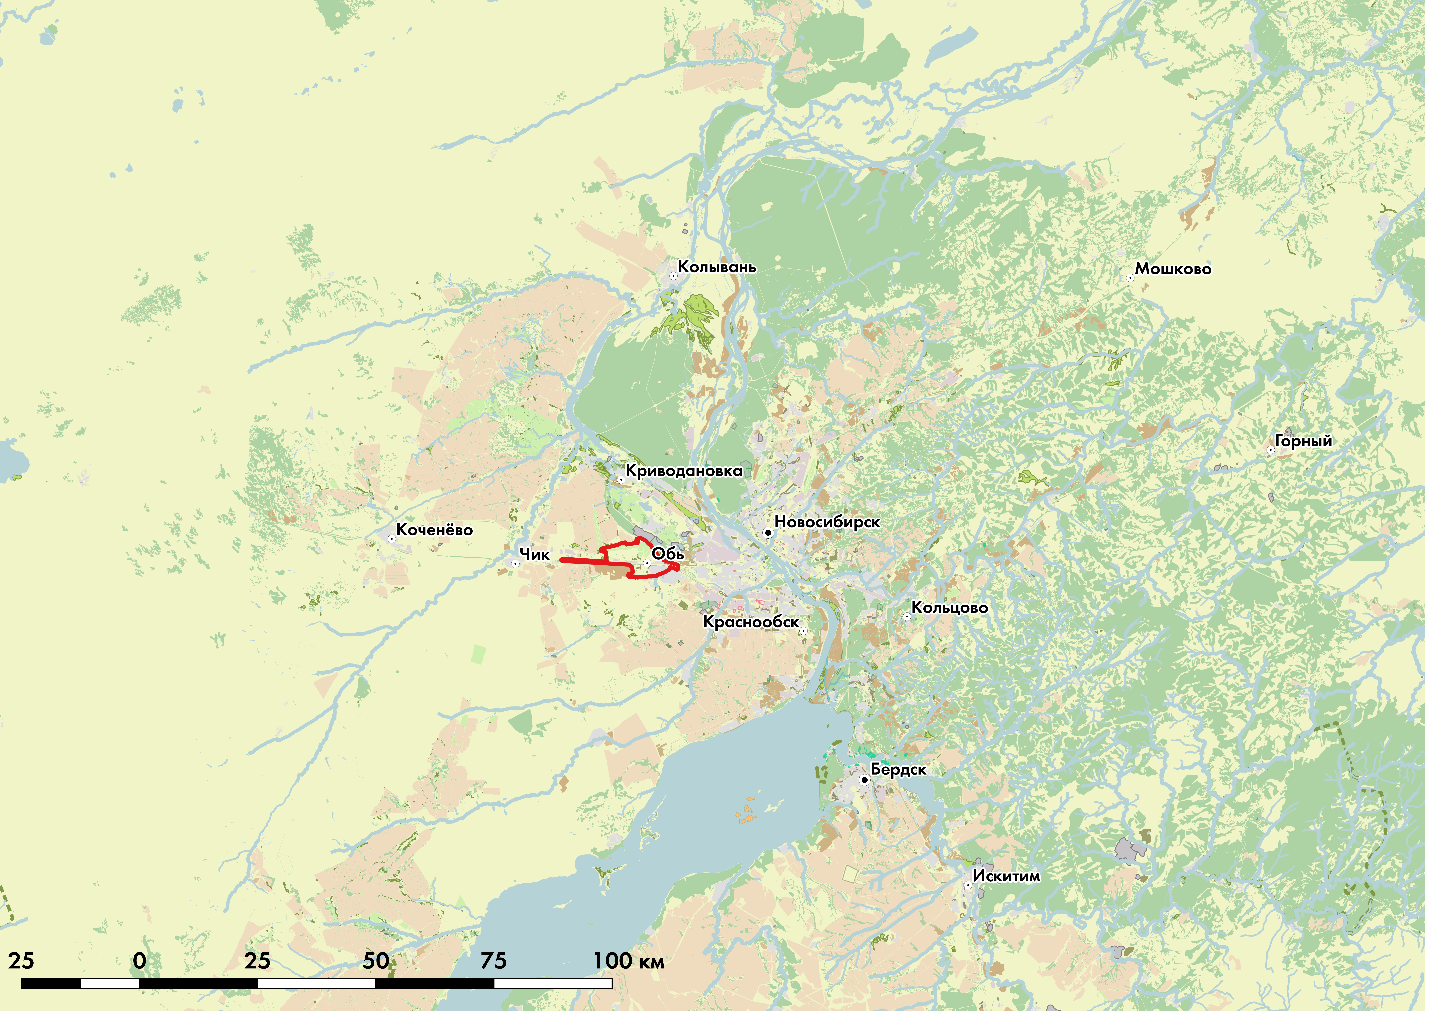 Колывань
Мошково
Горный
Криводановка
Новосибирск
Коченёво
Чик
Обь
Кольцово
Краснообск
Бердск
Искитим
25 0 25 50 75 100 км